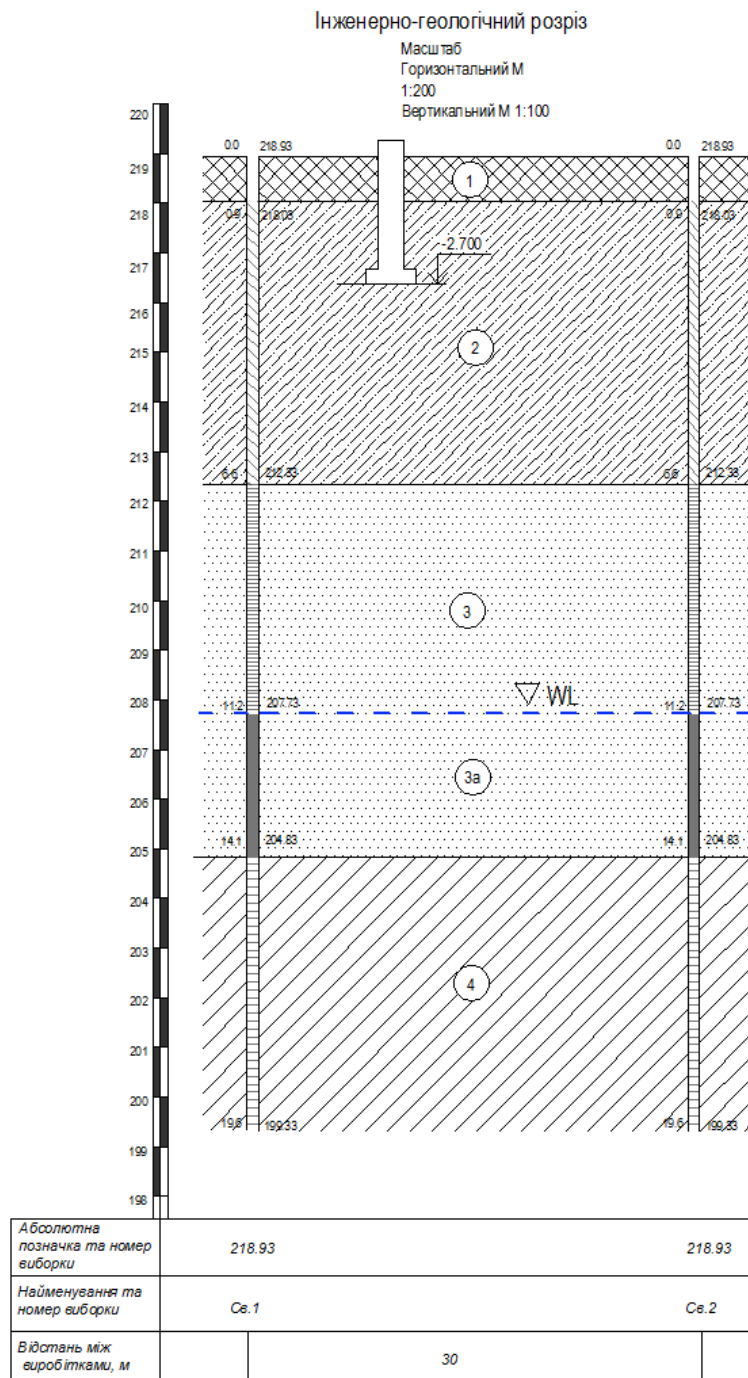 Інженерно-геологічний розріз
Масштаб
Горизонтальний М
1:200
Вертикальний М 1:100
220
0.0 218.93 0.0 218.93
219
1
218 0.9 218.03 0.9 218.03
-2.700
217
216
215 2
214
213
6.6 212.33 6.6 212.33
212
211
210 3
209
WL
208 11.2 207.73 11.2 207.73
207
3а
206
205 14.1 204.83 14.1 204.83
204
203
4
202
201
200
19.6 199.33 19.6 199.33
199
198
Абсолютна
позначка та номер
виборки
218.93 218.93
Найменування та
номер виборки
Св.1 Св.2
Відстань між
виробітками, м
30